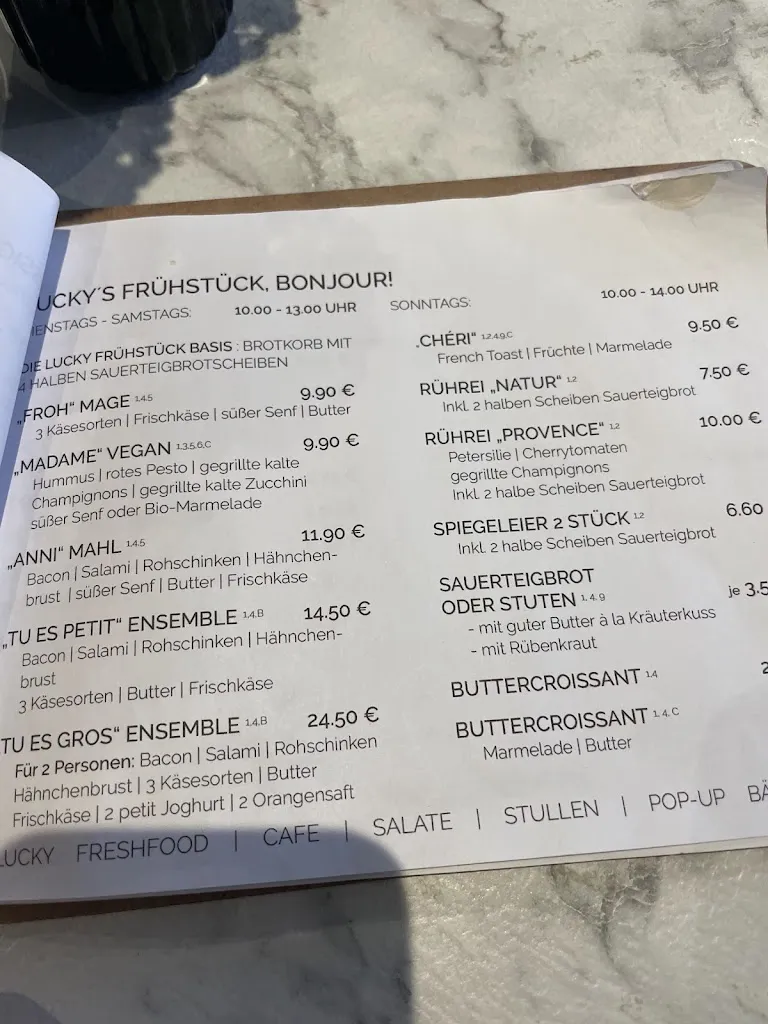 UCKY'S FRÜHSTÜCK, BONJOUR!
IENSTAGS - SAMSTAGS: 10.00 - 13.00 UHR
DIE LUCKY FRÜHSTÜCK BASIS : BROTKORB MIT
4 HALBEN SAUERTEIGBROTSCHEIBEN
„FROH“ MAGE 1,4,5 9.90 €
3 Käsesorten | Frischkäse | süßer Senf | Butter
„MADAME“ VEGAN 1,3,5,6,C 9.90 €
Hummus | rotes Pesto | gegrillte kalte
Champignons | gegrillte kalte Zucchini
süßer Senf oder Bio-Marmelade
„ANNI“ MAHL 1,4,5 11.90 €
Bacon | Salami | Rohschinken | Hähnchen-
brust | süßer Senf | Butter | Frischkäse
„TU ES PETIT“ ENSEMBLE 1,4,B 14.50 €
Bacon | Salami | Rohschinken | Hähnchen-
brust
3 Käsesorten | Butter | Frischkäse
TU ES GROS“ ENSEMBLE 1,4,B 24.50 €
Für 2 Personen: Bacon | Salami | Rohschinken
Hähnchenbrust | 3 Käsesorten | Butter
Frischkäse | 2 petit Joghurt | 2 Orangensaft
SONNTAGS: 10.00 - 14.00 UHR
„CHÉRI“ 1,2,4,9,C 9.50 €
French Toast | Früchte | Marmelade
RÜHREI „NATUR“ 1,2 7.50 €
Inkl. 2 halben Scheiben Sauerteigbrot
RÜHREI „PROVENCE“ 1,2 10.00 €
Petersilie | Cherrytomaten
gegrillte Champignons
Inkl. 2 halbe Scheiben Sauerteigbrot
SPIEGELEIER 2 STÜCK 1,2 6.60
Inkl. 2 halbe Scheiben Sauerteigbrot
SAUERTEIGBROT
ODER STUTEN 1, 4, 9 je 3.5
- mit guter Butter à la Kräuterkuss
- mit Rübenkraut
BUTTERCROISSANT 1,4 2
BUTTERCROISSANT 1, 4, C
Marmelade | Butter
LUCKY FRESHFOOD | CAFE | SALATE | STULLEN | POP-UP BÄ